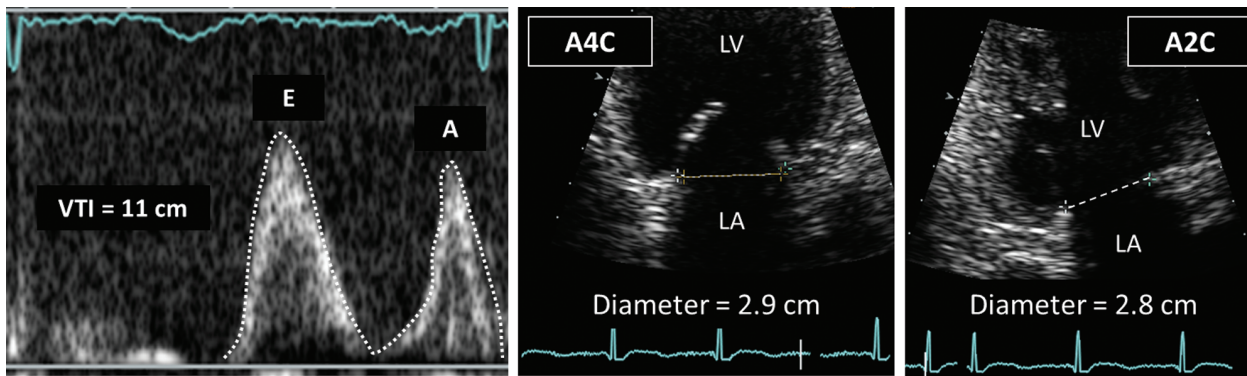 E
A
VTI = 11 cm
A4C
LV
LA
Diameter = 2.9 cm
A2C
LV
LA
Diameter = 2.8 cm